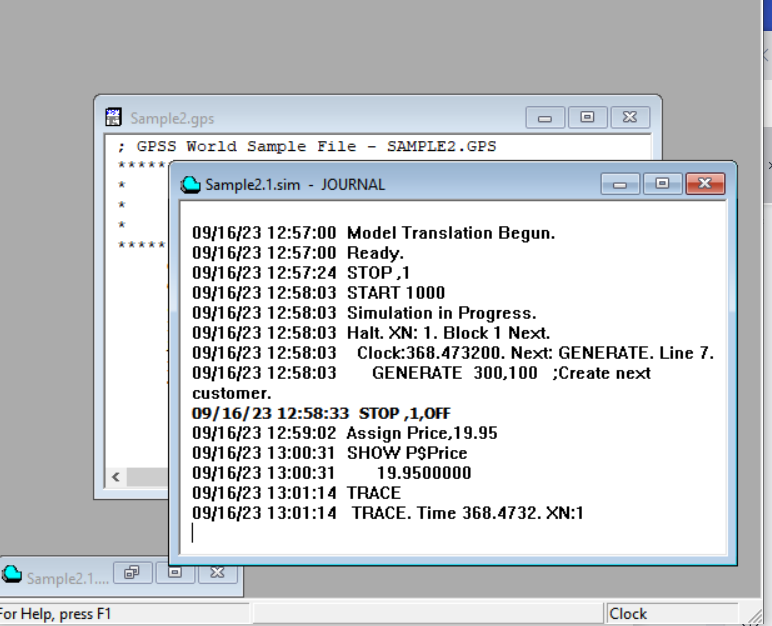 Sample2.gps
; GPSS World Sample File - SAMPLE2.GPS
*****
*
*
*
*****
Sample2.1.sim - JOURNAL
09/16/23 12:57:00 Model Translation Begun.
09/16/23 12:57:00 Ready.
09/16/23 12:57:24 STOP ,1
09/16/23 12:58:03 START 1000
09/16/23 12:58:03 Simulation in Progress.
09/16/23 12:58:03 Halt. XN: 1. Block 1 Next.
09/16/23 12:58:03 Clock:368.473200. Next: GENERATE. Line 7.
09/16/23 12:58:03 GENERATE 300,100 ;Create next
customer.
09/16/23 12:58:33 STOP ,1,OFF
09/16/23 12:59:02 Assign Price,19.95
09/16/23 13:00:31 SHOW P$Price
09/16/23 13:00:31 19.9500000
09/16/23 13:01:14 TRACE
09/16/23 13:01:14 TRACE. Time 368.4732. XN:1
Sample2.1....
For Help, press F1
Clock